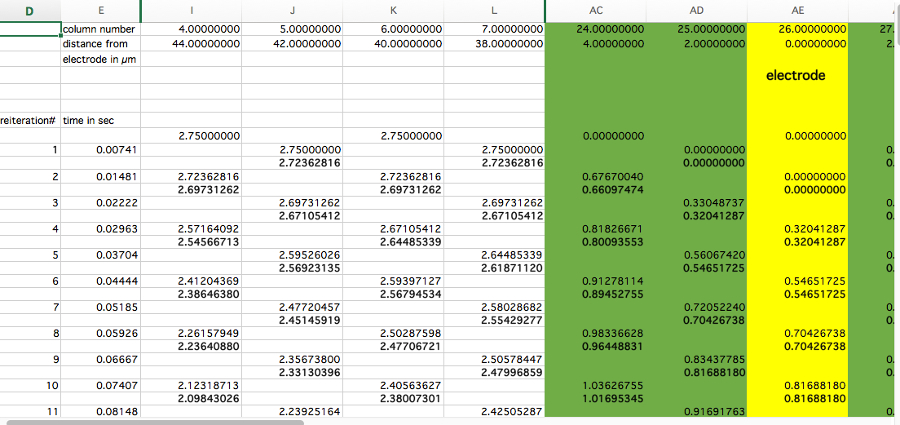 D E I J K L AC AD AE
column number 4.00000000 5.00000000 6.00000000 7.00000000 24.00000000 25.00000000 26.00000000 27.
distance from 44.00000000 42.00000000 40.00000000 38.00000000 4.00000000 2.00000000 0.00000000 2.
electrode in µm
electrode
reiteration# time in sec
2.75000000 2.75000000 0.00000000 0.00000000
1 0.00741 2.75000000 2.75000000 0.00000000 0.
2.72362816 2.72362816 0.00000000 0.
2 0.01481 2.72362816 2.72362816 0.67670040 0.00000000
2.69731262 2.69731262 0.66097474 0.00000000
3 0.02222 2.69731262 2.69731262 0.33048737 0.
2.67105412 2.67105412 0.32041287 0.
4 0.02963 2.57164092 2.67105412 0.81826671 0.32041287
2.54566713 2.64485339 0.80093553 0.32041287
5 0.03704 2.59526026 2.64485339 0.56067420 0.
2.56923135 2.61871120 0.54651725 0.
6 0.04444 2.41204369 2.59397127 0.91278114 0.54651725
2.38646380 2.56794534 0.89452755 0.54651725
7 0.05185 2.47720457 2.58028682 0.72052240 0.
2.45145919 2.55429277 0.70426738 0.
8 0.05926 2.26157949 2.50287598 0.98336628 0.70426738
2.23640880 2.47706721 0.96448831 0.70426738
9 0.06667 2.35673800 2.50578447 0.83437785 0.
2.33130396 2.47996859 0.81688180 0.
10 0.07407 2.12318713 2.40563627 1.03626755 0.81688180
2.09843026 2.38007301 1.01695345 0.81688180
11 0.08148 2.23925164 2.42505287 0.91691763 0.